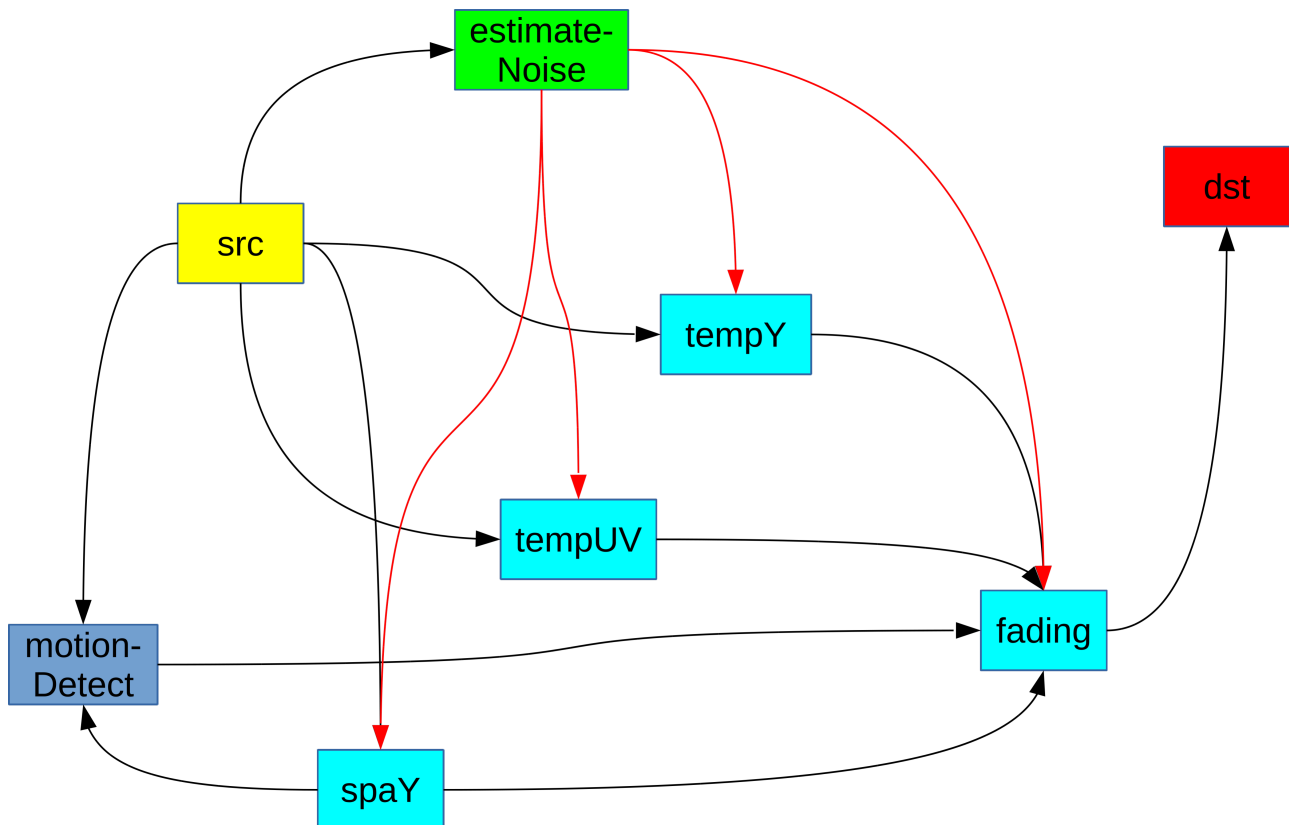 estimate-
Noise
dst
src
tempY
tempUV
fading
motion-
Detect
spaY